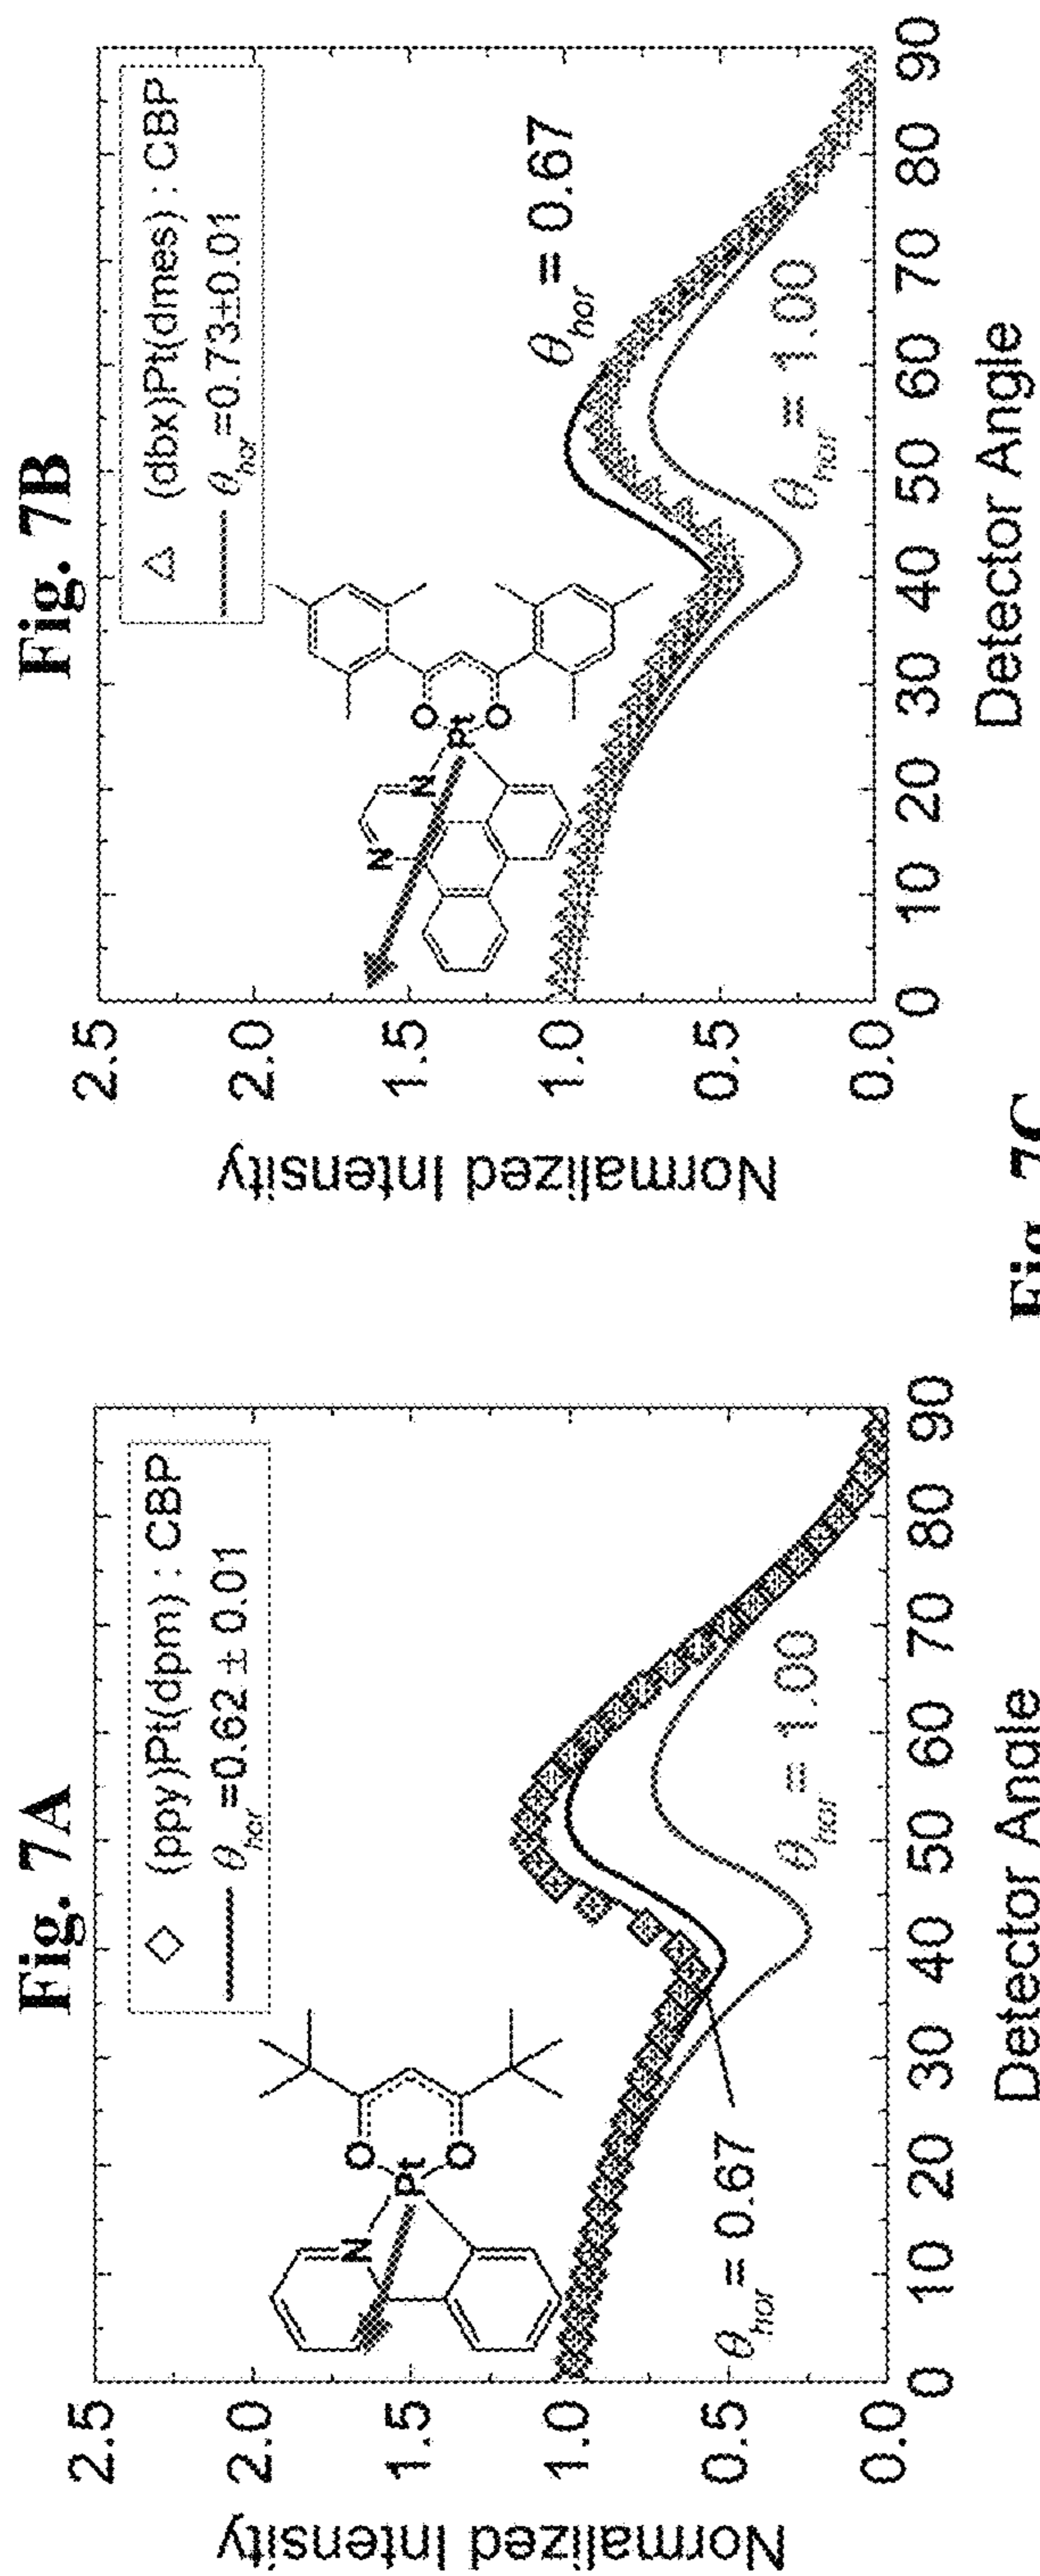 Fig. 7A
2.5
2.0
1.5
1.0
0.5
0.0
Normalized Intensity
◇ (ppy)Pt(dpm) : CBP
θhor =0.62 ± 0.01
N
Pt
O
O
θhor = 0.67
θhor = 1.00
0 10 20 30 40 50 60 70 80 90
Detector Angle
Fig. 7B
2.5
2.0
1.5
1.0
0.5
0.0
Normalized Intensity
△ (dbx)Pt(dmes) : CBP
θhor =0.73±0.01
N
N
Pt
O
O
θhor = 0.67
θhor = 1.00
0 10 20 30 40 50 60 70 80 90
Detector Angle
Fig. 7C